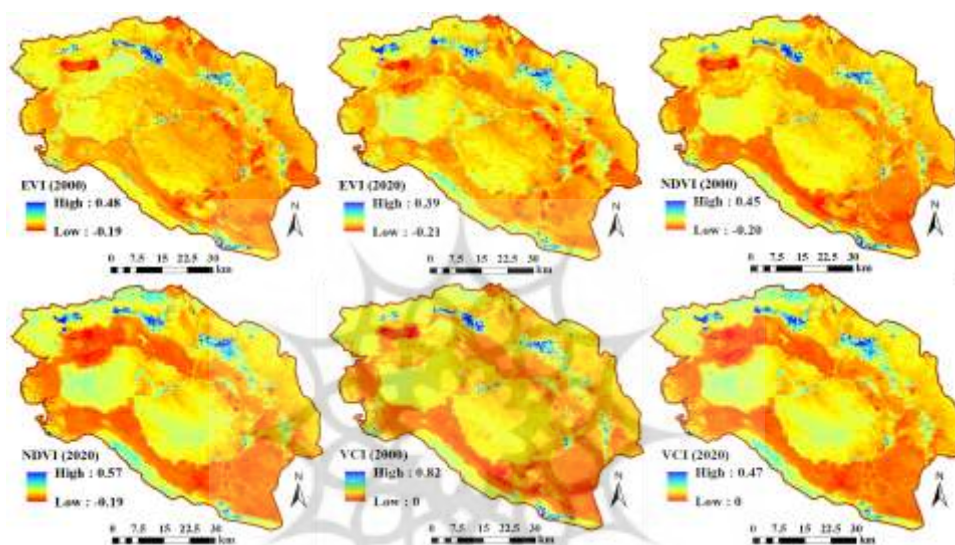 EVI (2000)
High : 0.48
Low : -0.19
N
0 7.5 15 22.5 30
km
EVI (2020)
High : 0.39
Low : -0.21
N
0 7.5 15 22.5 30
km
NDVI (2000)
High : 0.45
Low : -0.20
N
0 7.5 15 22.5 30
km
NDVI (2020)
High : 0.57
Low : -0.19
N
0 7.5 15 22.5 30
km
VCI (2000)
High : 0.82
Low : 0
N
0 7.5 15 22.5 30
km
VCI (2020)
High : 0.47
Low : 0
N
0 7.5 15 22.5 30
km